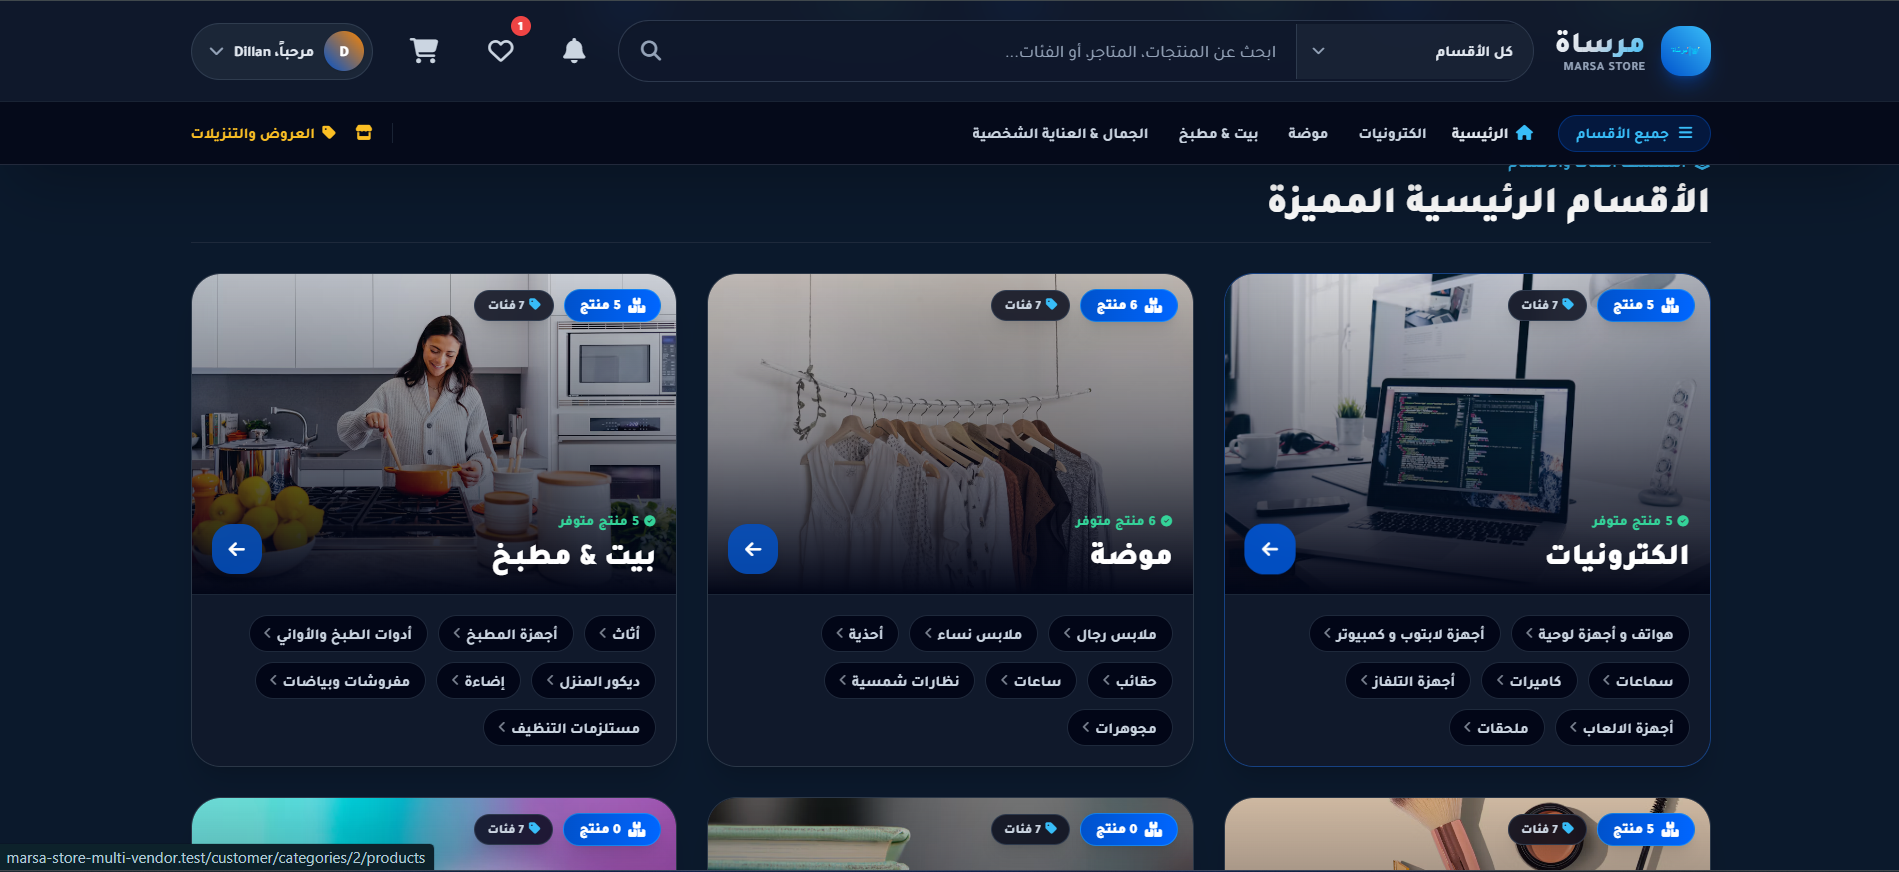 مرساة
MARSA STORE
كل الأقسام
ابحث عن المنتجات، المتاجر، أو الفئات...
1
D
مرحباً، Dillan
جميع الأقسام
الرئيسية
الكترونيات
موضة
بيت & مطبخ
الجمال & العناية الشخصية
العروض والتنزيلات
الأقسام الرئيسية المميزة
5 منتج
7 فئات
5 منتج متوفر
الكترونيات
هواتف و أجهزة لوحية
أجهزة لابتوب و كمبيوتر
سماعات
كاميرات
أجهزة التلفاز
أجهزة الالعاب
ملحقات
6 منتج
7 فئات
6 منتج متوفر
موضة
ملابس رجال
ملابس نساء
أحذية
حقائب
ساعات
نظارات شمسية
مجوهرات
5 منتج
7 فئات
5 منتج متوفر
بيت & مطبخ
أثاث
أجهزة المطبخ
أدوات الطبخ والأواني
ديكور المنزل
إضاءة
مفروشات وبياضات
مستلزمات التنظيف
5 منتج
7 فئات
0 منتج
7 فئات
0 منتج
7 فئات
marsa-store-multi-vendor.test/customer/categories/2/products